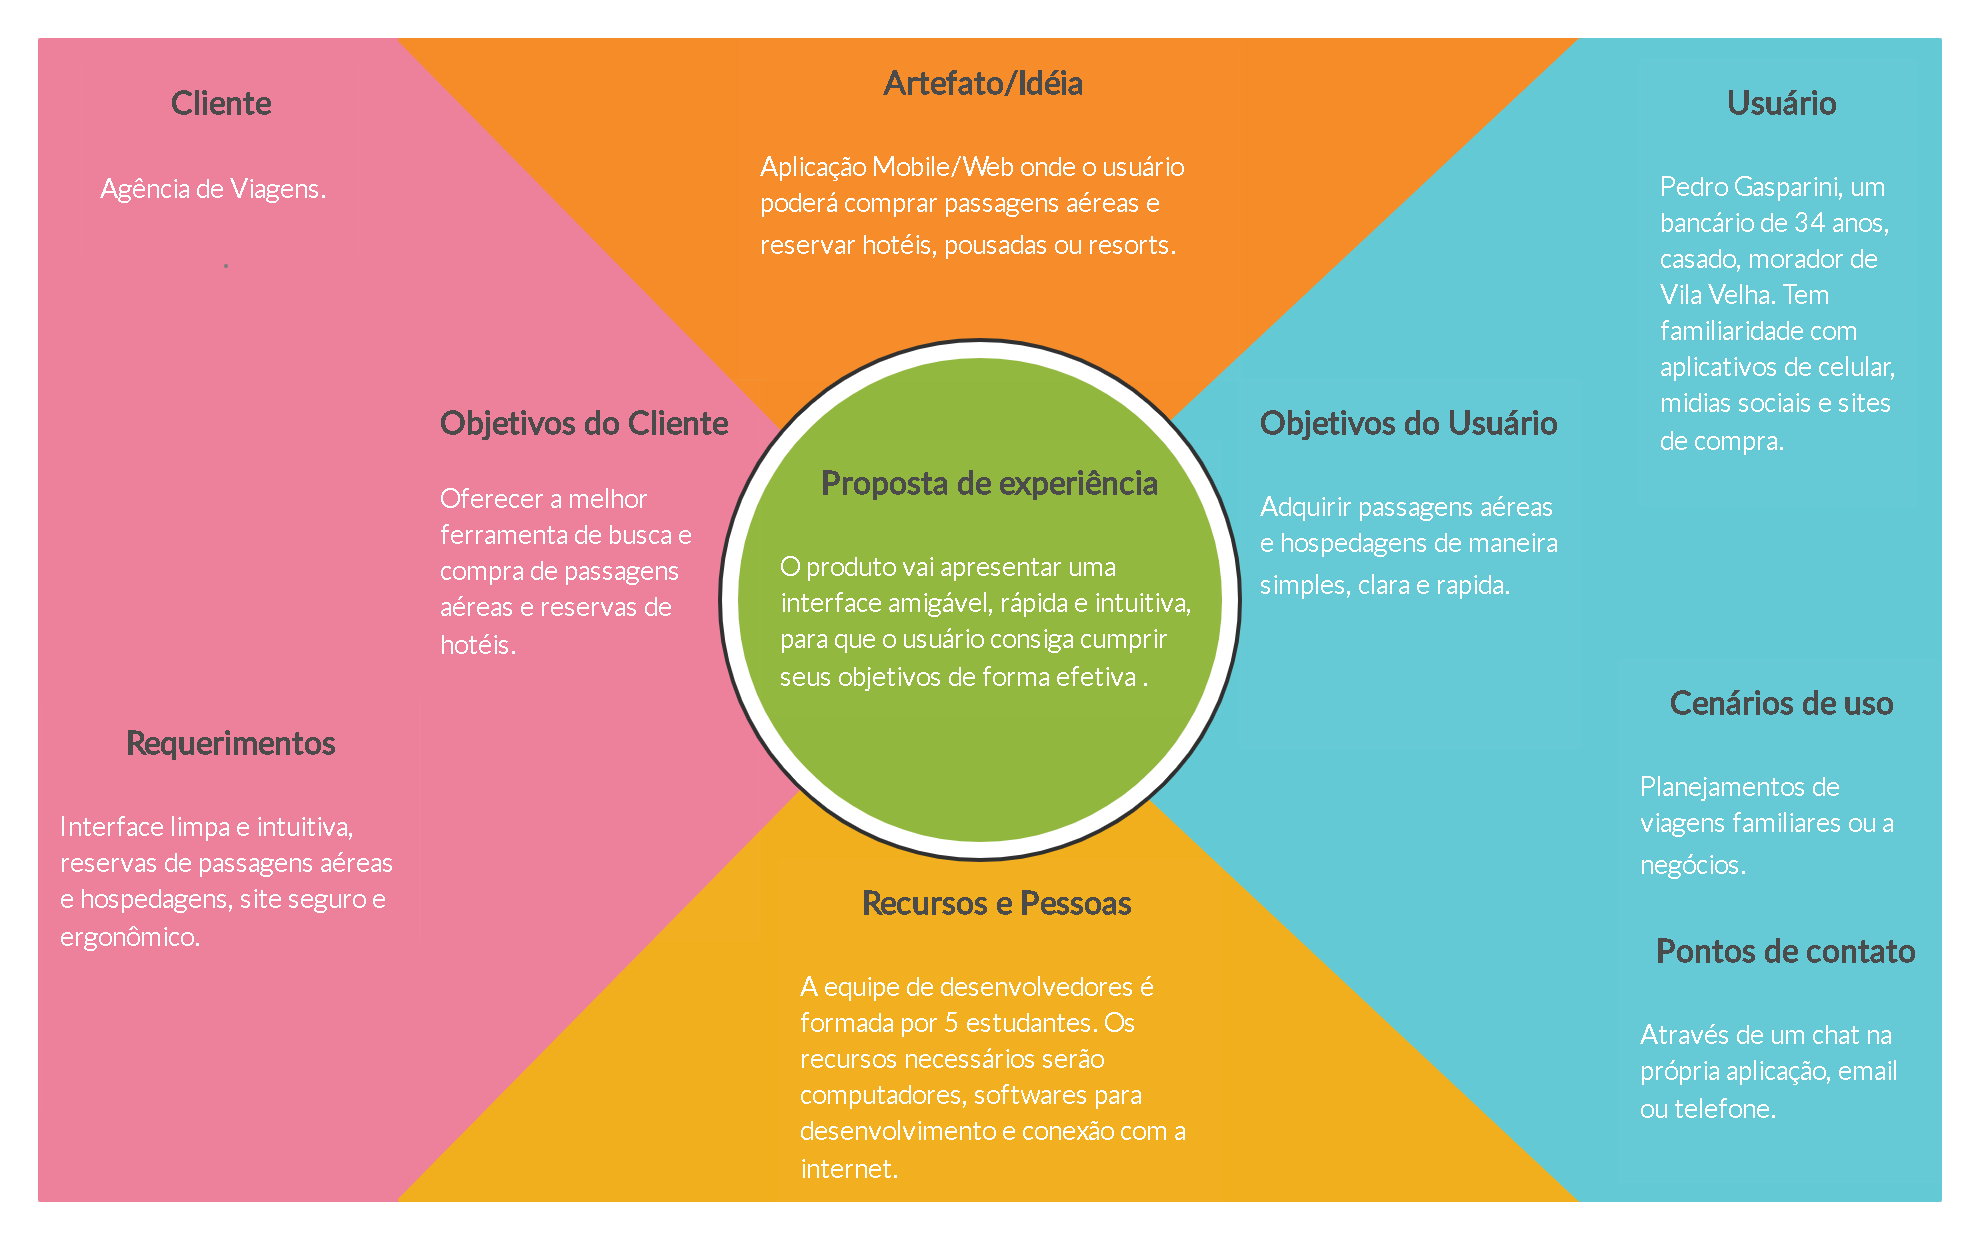 Cliente
Agência de Viagens.
.
Objetivos do Cliente
Oferecer a melhor
ferramenta de busca e
compra de passagens
aéreas e reservas de
hotéis.
Requerimentos
Interface limpa e intuitiva,
reservas de passagens aéreas
e hospedagens, site seguro e
ergonômico.
Artefato/Idéia
Aplicação Mobile/Web onde o usuário
poderá comprar passagens aéreas e
reservar hotéis, pousadas ou resorts.
Proposta de experiência
O produto vai apresentar uma
interface amigável, rápida e intuitiva,
para que o usuário consiga cumprir
seus objetivos de forma efetiva .
Recursos e Pessoas
A equipe de desenvolvedores é
formada por 5 estudantes. Os
recursos necessários serão
computadores, softwares para
desenvolvimento e conexão com a
internet.
Objetivos do Usuário
Adquirir passagens aéreas
e hospedagens de maneira
simples, clara e rapida.
Usuário
Pedro Gasparini, um
bancário de 34 anos,
casado, morador de
Vila Velha. Tem
familiaridade com
aplicativos de celular,
midias sociais e sites
de compra.
Cenários de uso
Planejamentos de
viagens familiares ou a
negócios.
Pontos de contato
Através de um chat na
própria aplicação, email
ou telefone.